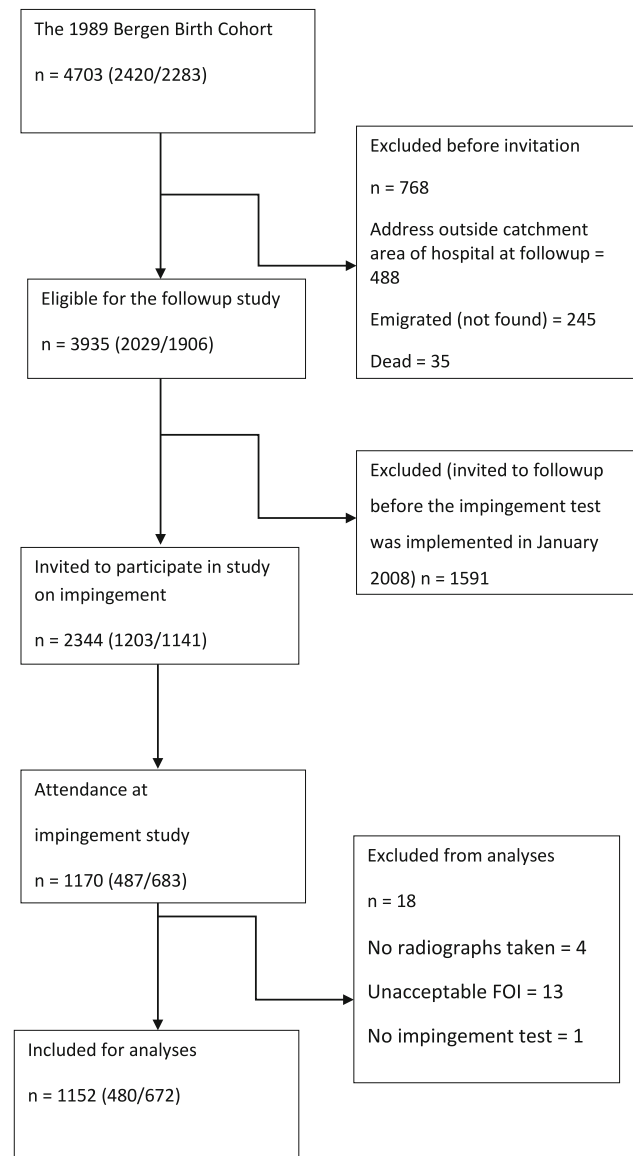 The 1989 Bergen Birth Cohort
n = 4703 (2420/2283)
Excluded before invitation
n = 768
Address outside catchment
area of hospital at followup =
488
Emigrated (not found) = 245
Dead = 35
Eligible for the followup study
n = 3935 (2029/1906)
Excluded (invited to followup
before the impingement test
was implemented in January
2008) n = 1591
Invited to participate in study
on impingement
n = 2344 (1203/1141)
Attendance at
impingement study
n = 1170 (487/683)
Excluded from analyses
n = 18
No radiographs taken = 4
Unacceptable FOI = 13
No impingement test = 1
Included for analyses
n = 1152 (480/672)